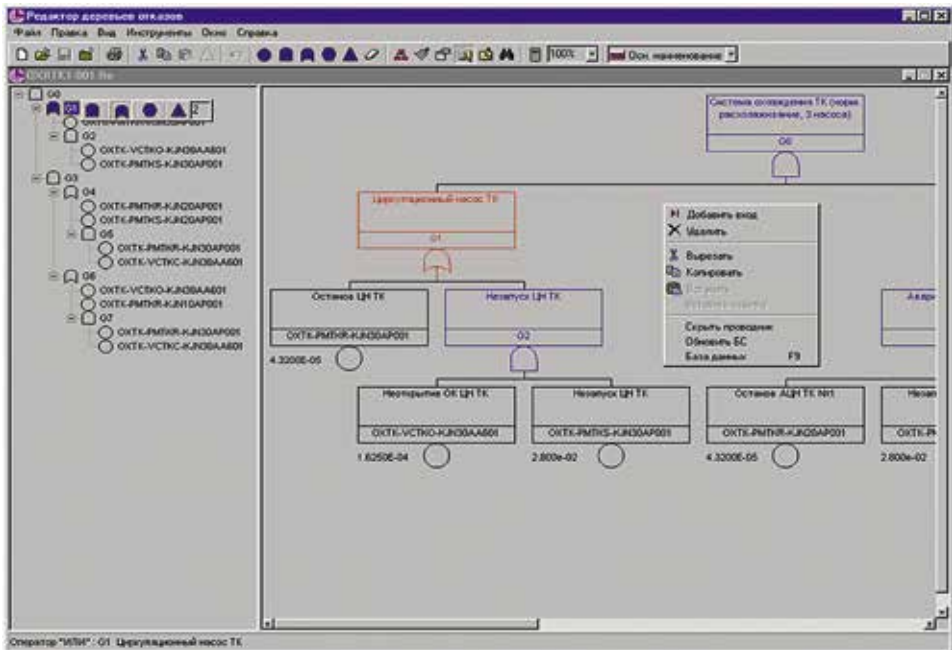 Редактор деревьев отказов
Файл Правка Вид Инструменты Окно Справка
100%
Осн. наименование
G0
G1
2
G2
OXTK-VCTKO-KJN30AA601
OXTK-PMTKS-KJN30AP001
G3
G4
OXTK-PMTKR-KJN20AP001
OXTK-PMTKS-KJN20AP001
G5
OXTK-PMTKR-KJN30AP001
OXTK-VCTKC-KJN30AA601
G6
OXTK-VCTKO-KJN30AA601
OXTK-PMTKR-KJN10AP001
G7
OXTK-PMTKR-KJN30AP001
OXTK-VCTKC-KJN30AA601
Система охлаждения ТК (норм.
расхолаживание, 3 насоса)
G0
Циркуляционный насос ТК
G1
Останов ЦН ТК
OXTK-PMTKR-KJN30AP001
4.3200E-05
Незапуск ЦН ТК
G2
Неоткрытие ОК ЦН ТК
OXTK-VCTKO-KJN30AA601
1.6250E-04
Незапуск ЦН ТК
OXTK-PMTKS-KJN30AP001
2.800e-02
Останов АЦН ТК №1
OXTK-PMTKR-KJN20AP001
4.3200E-05
2.800e-02
Добавить вход
Удалить
Вырезать
Копировать
Вставить
Скрыть проводник
Обновить БС
База данных F9
Оператор "ИЛИ" : G1 Циркуляционный насос ТК